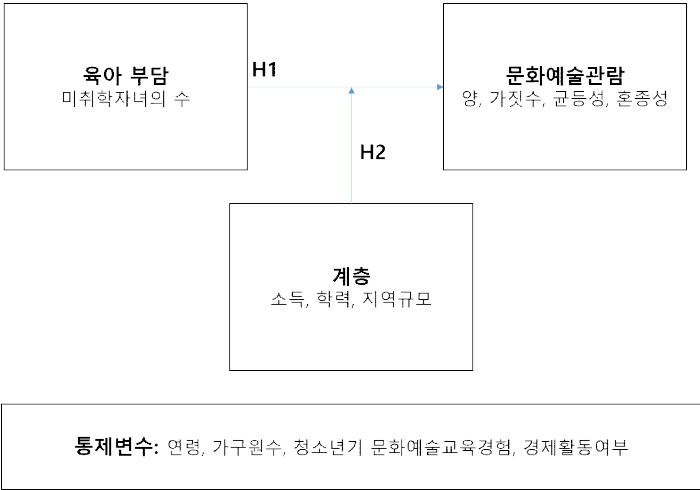 육아 부담
미취학자녀의 수
H1
문화예술관람
양, 가짓수, 균등성, 혼종성
H2
계층
소득, 학력, 지역규모
통제변수: 연령, 가구원수, 청소년기 문화예술교육경험, 경제활동여부